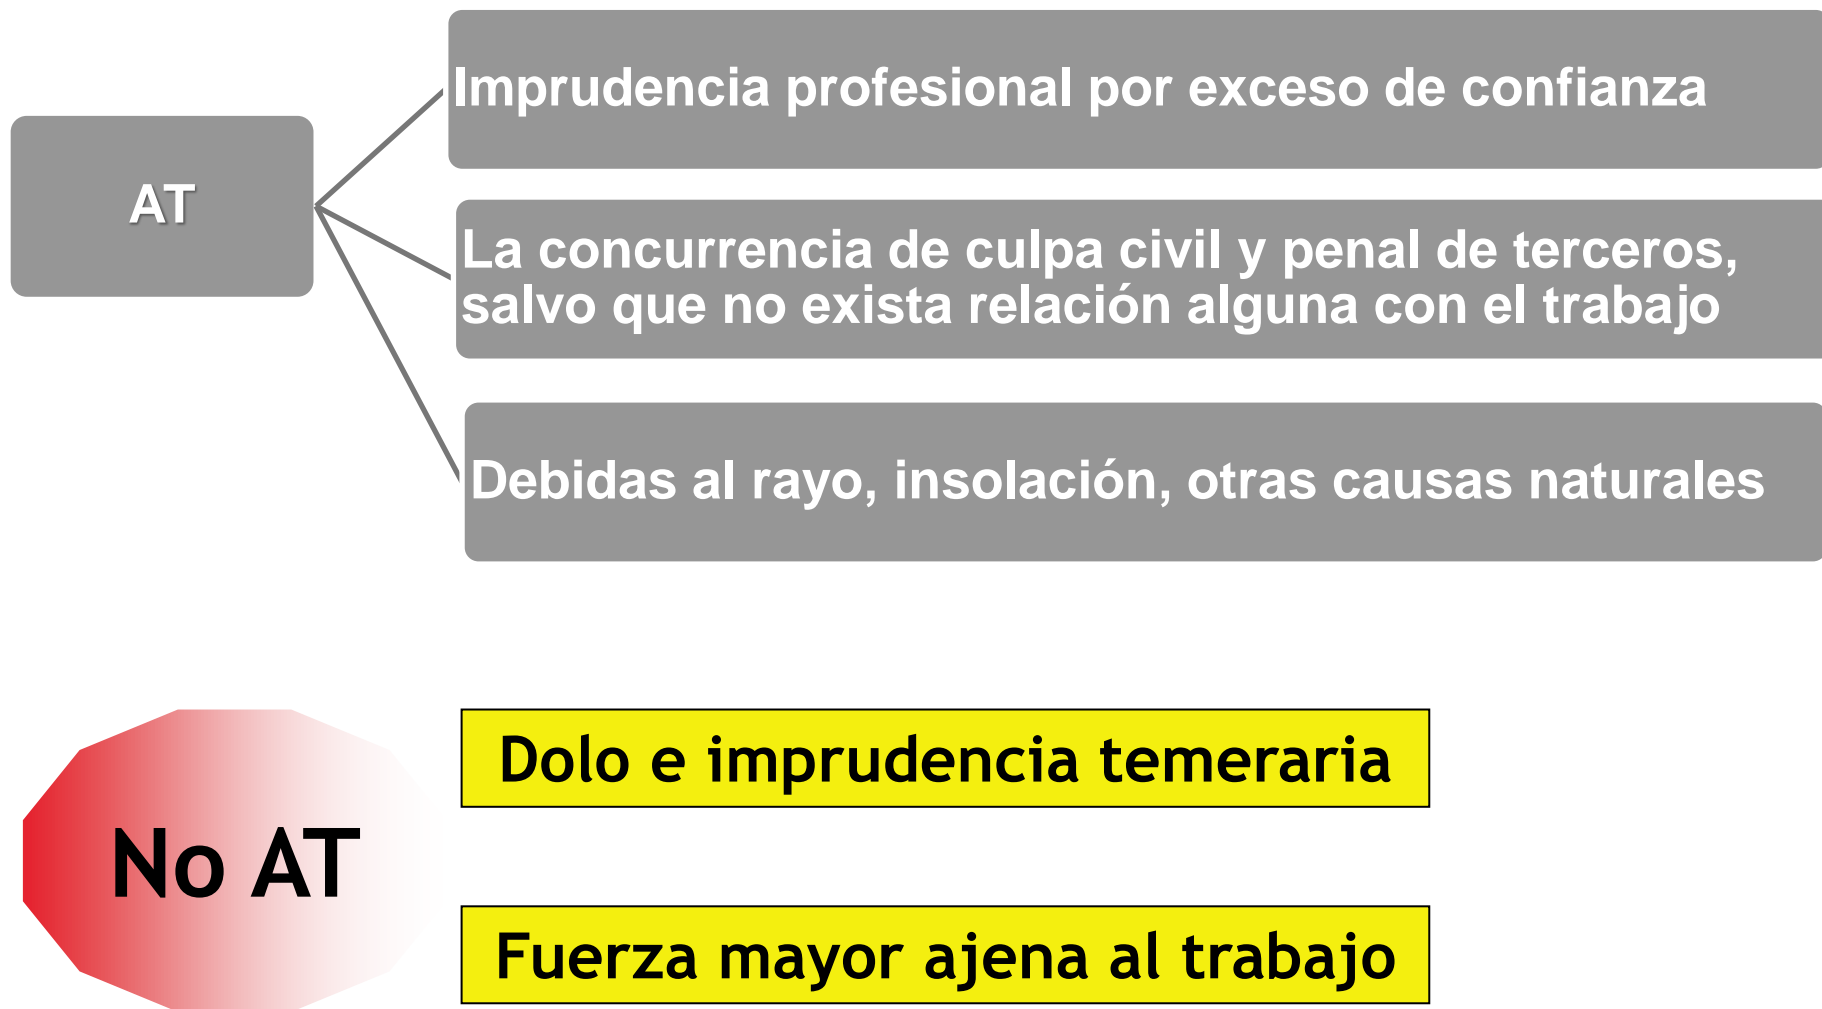 AT
Imprudencia profesional por exceso de confianza
La concurrencia de culpa civil y penal de terceros,
salvo que no exista relación alguna con el trabajo
Debidas al rayo, insolación, otras causas naturales
No AT
Dolo e imprudencia temeraria
Fuerza mayor ajena al trabajo